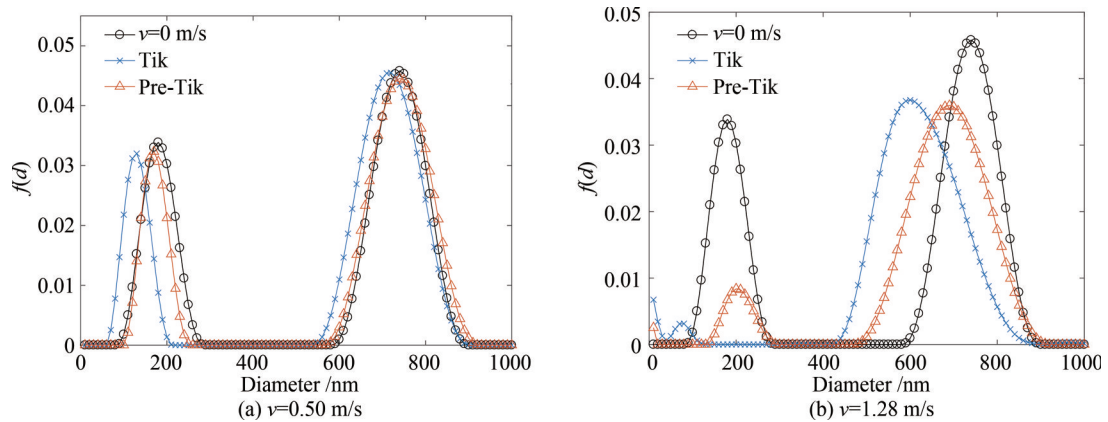 0.05
0.04
0.03
0.02
0.01
0
f(d)
v=0 m/s
Tik
Pre-Tik
0 200 400 600 800 1000
Diameter /nm
(a) v=0.50 m/s
0.05
0.04
0.03
0.02
0.01
0
f(d)
v=0 m/s
Tik
Pre-Tik
0 200 400 600 800 1000
Diameter /nm
(b) v=1.28 m/s